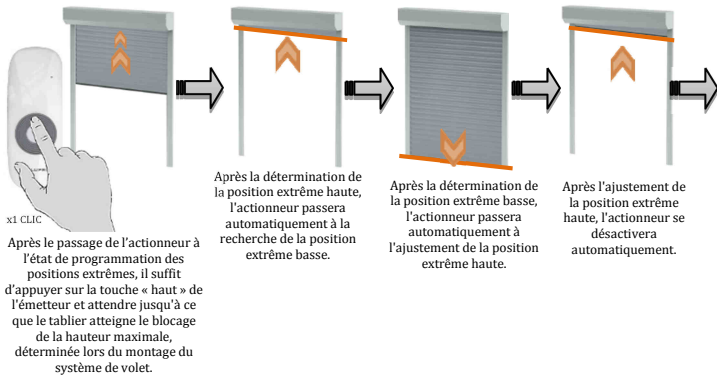 x1 CLIC
Après le passage de l'actionneur à
l'état de programmation des
positions extrêmes, il suffit
d'appuyer sur la touche « haut » de
l'émetteur et attendre jusqu'à ce
que le tablier atteigne le blocage
de la hauteur maximale,
déterminée lors du montage du
système de volet.
Après la détermination de
la position extrême haute,
l'actionneur passera
automatiquement à la
recherche de la position
extrême basse.
Après la détermination de
la position extrême basse,
l'actionneur passera
automatiquement à
l'ajustement de la position
extrême haute.
Après l'ajustement de
la position extrême
haute, l'actionneur se
désactivera
automatiquement.